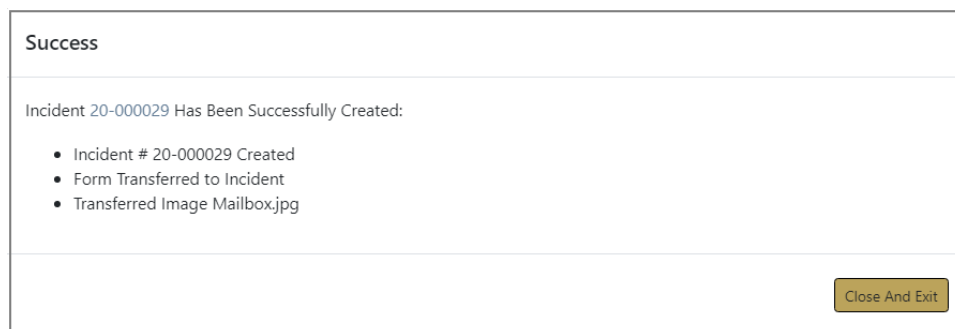 Success
Incident 20-000029 Has Been Successfully Created:
• Incident # 20-000029 Created
• Form Transferred to Incident
• Transferred Image Mailbox.jpg
Close And Exit